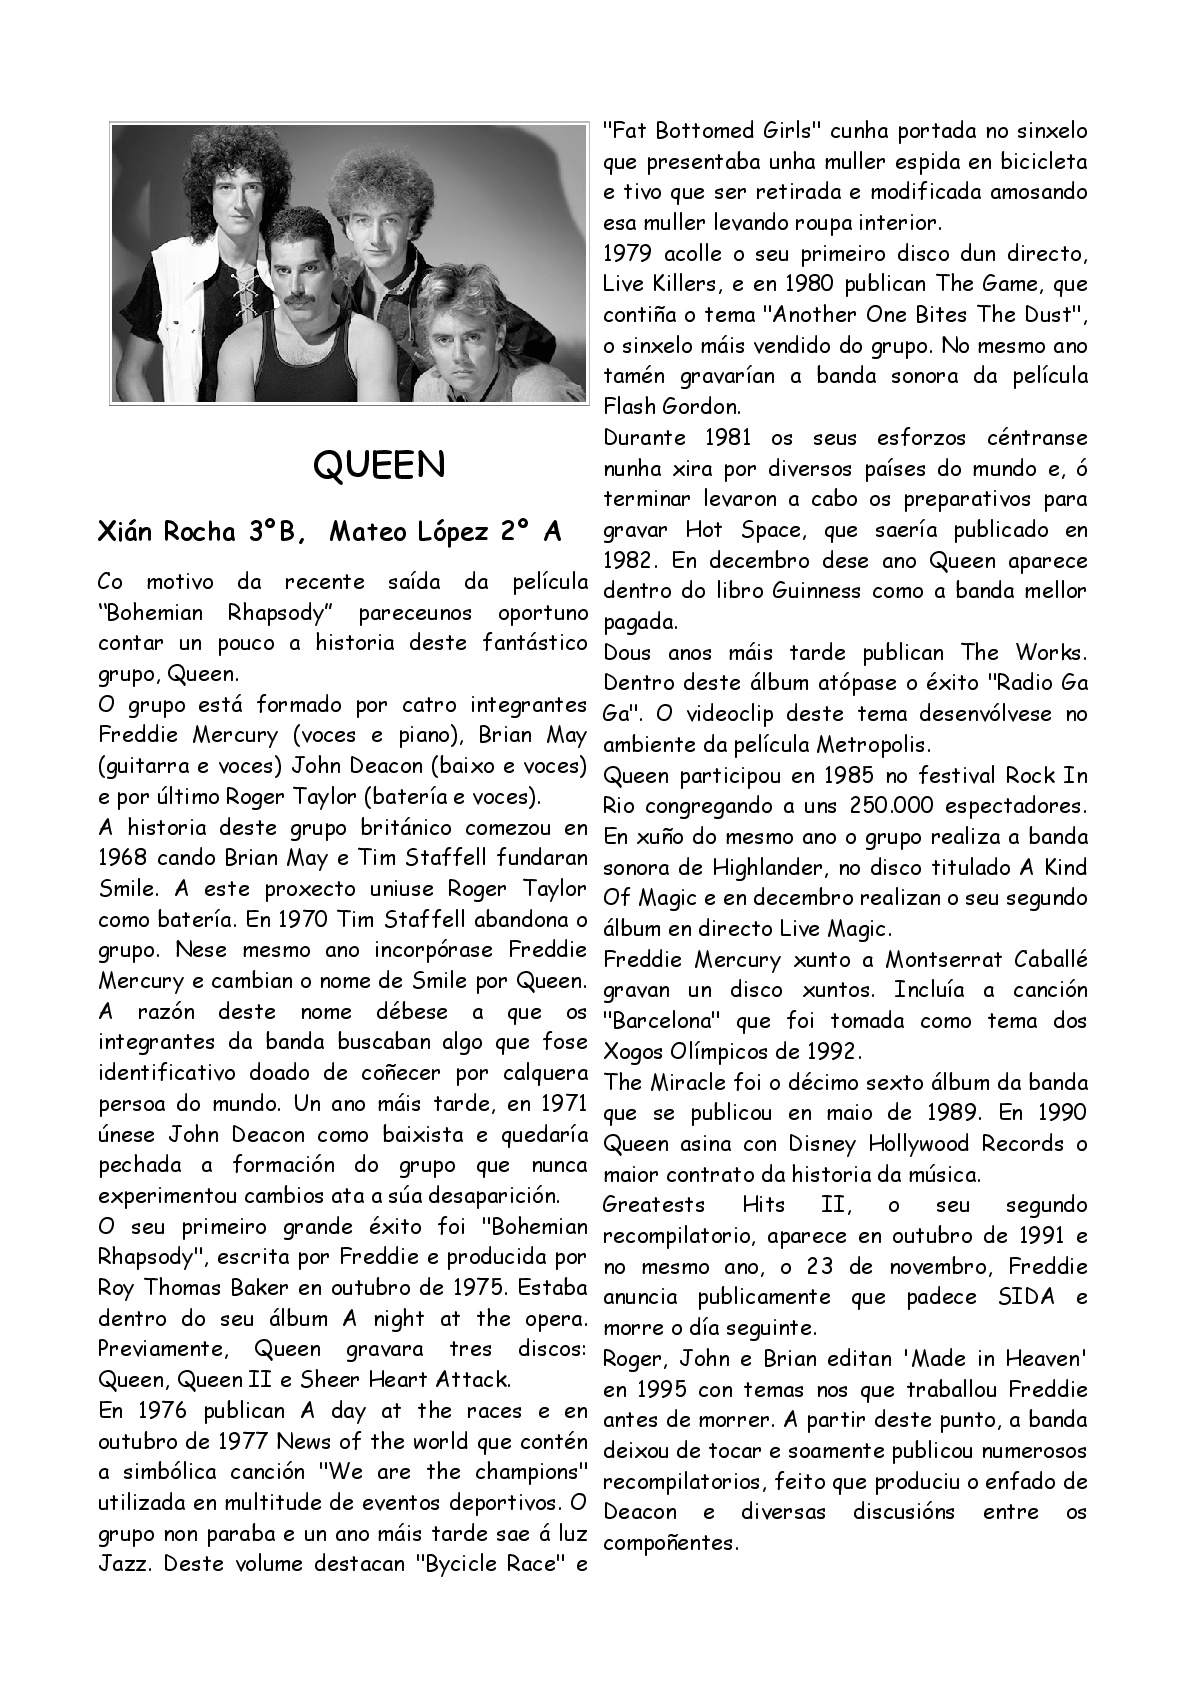 QUEEN
Xián Rocha 3ºB, Mateo López 2º A
Co motivo da recente saída da película
“Bohemian Rhapsody” pareceunos oportuno
contar un pouco a historia deste fantástico
grupo, Queen.
O grupo está formado por catro integrantes
Freddie Mercury (voces e piano), Brian May
(guitarra e voces) John Deacon (baixo e voces)
e por último Roger Taylor (batería e voces).
A historia deste grupo británico comezou en
1968 cando Brian May e Tim Staffell fundaran
Smile. A este proxecto uniuse Roger Taylor
como batería. En 1970 Tim Staffell abandona o
grupo. Nese mesmo ano incorpórase Freddie
Mercury e cambian o nome de Smile por Queen.
A razón deste nome débese a que os
integrantes da banda buscaban algo que fose
identificativo doado de coñecer por calquera
persoa do mundo. Un ano máis tarde, en 1971
únese John Deacon como baixista e quedaría
pechada a formación do grupo que nunca
experimentou cambios ata a súa desaparición.
O seu primeiro grande éxito foi "Bohemian
Rhapsody", escrita por Freddie e producida por
Roy Thomas Baker en outubro de 1975. Estaba
dentro do seu álbum A night at the opera.
Previamente, Queen gravara tres discos:
Queen, Queen II e Sheer Heart Attack.
En 1976 publican A day at the races e en
outubro de 1977 News of the world que contén
a simbólica canción "We are the champions"
utilizada en multitude de eventos deportivos. O
grupo non paraba e un ano máis tarde sae á luz
Jazz. Deste volume destacan "Bycicle Race" e
"Fat Bottomed Girls" cunha portada no sinxelo
que presentaba unha muller espida en bicicleta
e tivo que ser retirada e modificada amosando
esa muller levando roupa interior.
1979 acolle o seu primeiro disco dun directo,
Live Killers, e en 1980 publican The Game, que
contiña o tema "Another One Bites The Dust",
o sinxelo máis vendido do grupo. No mesmo ano
tamén gravarían a banda sonora da película
Flash Gordon.
Durante 1981 os seus esforzos céntranse
nunha xira por diversos países do mundo e, ó
terminar levaron a cabo os preparativos para
gravar Hot Space, que saería publicado en
1982. En decembro dese ano Queen aparece
dentro do libro Guinness como a banda mellor
pagada.
Dous anos máis tarde publican The Works.
Dentro deste álbum atópase o éxito "Radio Ga
Ga". O videoclip deste tema desenvólvese no
ambiente da película Metropolis.
Queen participou en 1985 no festival Rock In
Rio congregando a uns 250.000 espectadores.
En xuño do mesmo ano o grupo realiza a banda
sonora de Highlander, no disco titulado A Kind
Of Magic e en decembro realizan o seu segundo
álbum en directo Live Magic.
Freddie Mercury xunto a Montserrat Caballé
gravan un disco xuntos. Incluía a canción
"Barcelona" que foi tomada como tema dos
Xogos Olímpicos de 1992.
The Miracle foi o décimo sexto álbum da banda
que se publicou en maio de 1989. En 1990
Queen asina con Disney Hollywood Records o
maior contrato da historia da música.
Greatests Hits II, o seu segundo
recompilatorio, aparece en outubro de 1991 e
no mesmo ano, o 23 de novembro, Freddie
anuncia publicamente que padece SIDA e
morre o día seguinte.
Roger, John e Brian editan 'Made in Heaven'
en 1995 con temas nos que traballou Freddie
antes de morrer. A partir deste punto, a banda
deixou de tocar e soamente publicou numerosos
recompilatorios, feito que produciu o enfado de
Deacon e diversas discusións entre os
compoñentes.